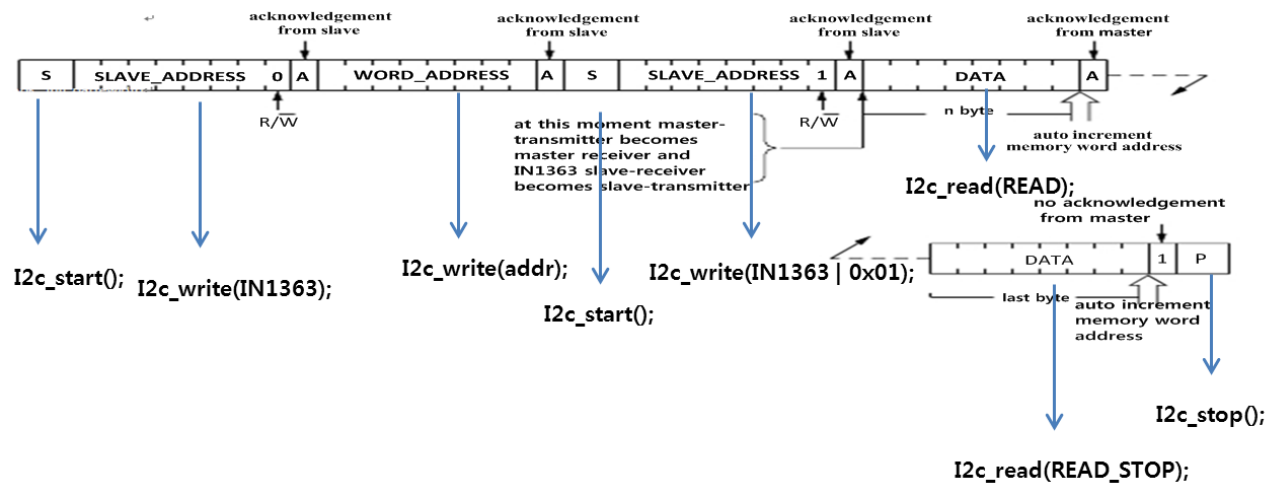 acknowledgement
from slave
acknowledgement
from slave
acknowledgement
from slave
acknowledgement
from master
S
SLAVE_ADDRESS
0
A
WORD_ADDRESS
A
S
SLAVE_ADDRESS
1
A
DATA
A
R/W̅
R/W̅
n byte
at this moment master-
transmitter becomes
master receiver and
IN1363 slave-receiver
becomes slave-transmitter
auto increment
memory word address
I2c_read(READ);
no acknowledgement
from master
I2c_start();
I2c_write(IN1363);
I2c_write(addr);
I2c_start();
I2c_write(IN1363 | 0x01);
DATA
1
P
last byte
auto increment
memory word
address
I2c_stop();
I2c_read(READ_STOP);